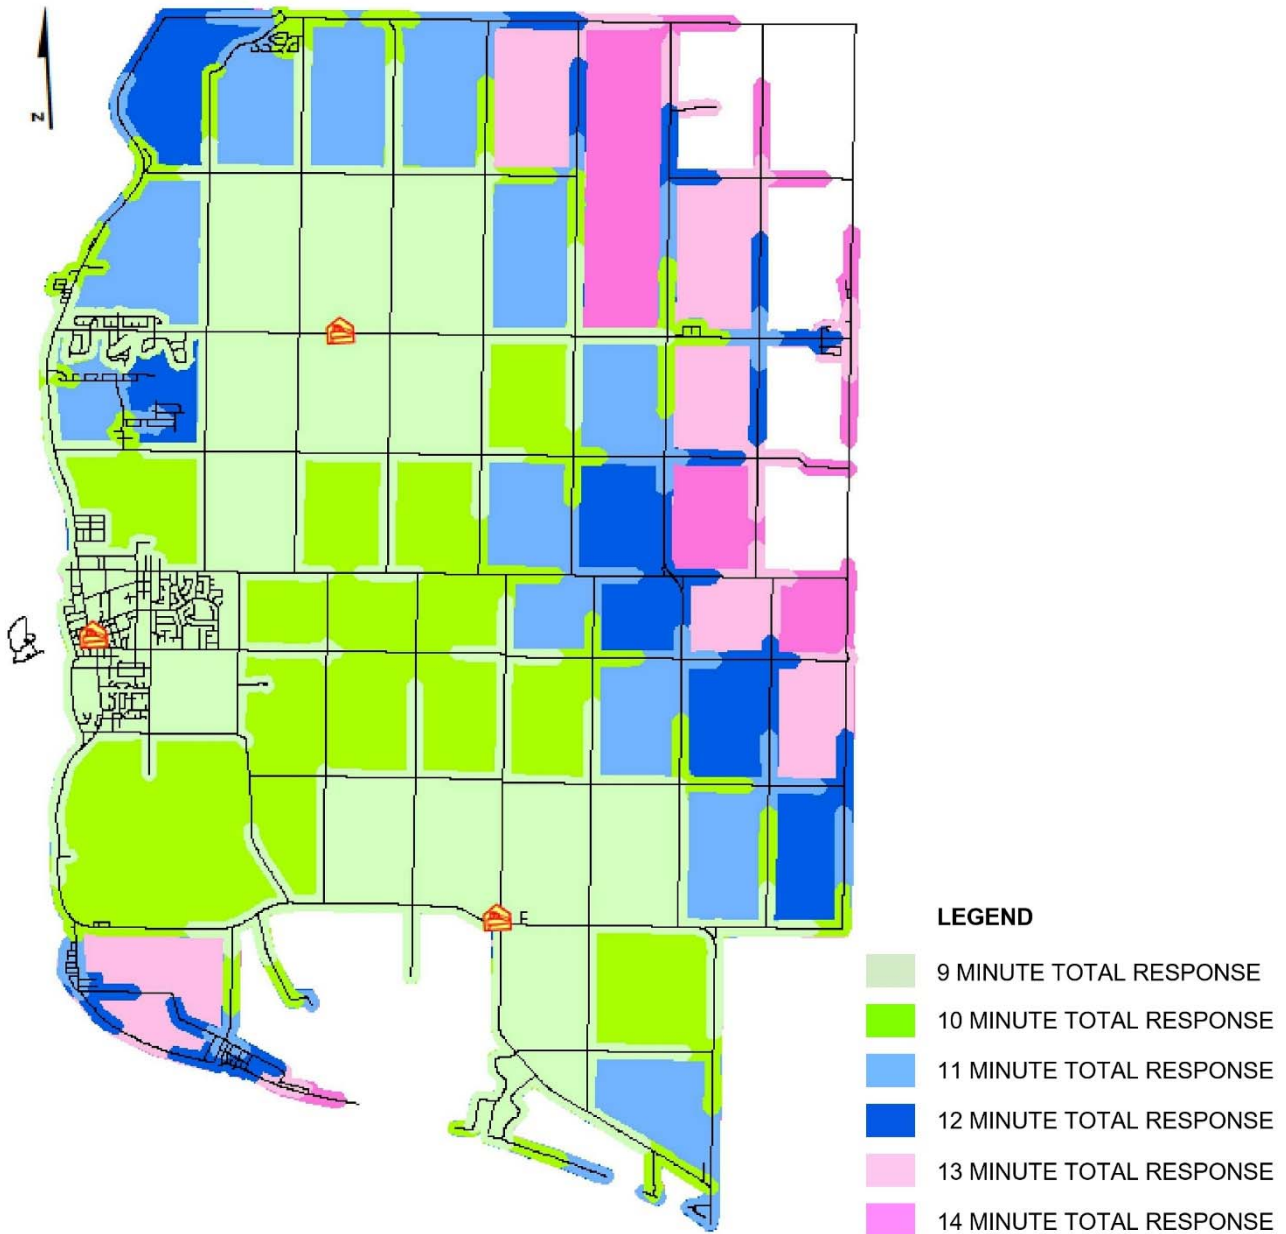 N
E
LEGEND
9 MINUTE TOTAL RESPONSE
10 MINUTE TOTAL RESPONSE
11 MINUTE TOTAL RESPONSE
12 MINUTE TOTAL RESPONSE
13 MINUTE TOTAL RESPONSE
14 MINUTE TOTAL RESPONSE